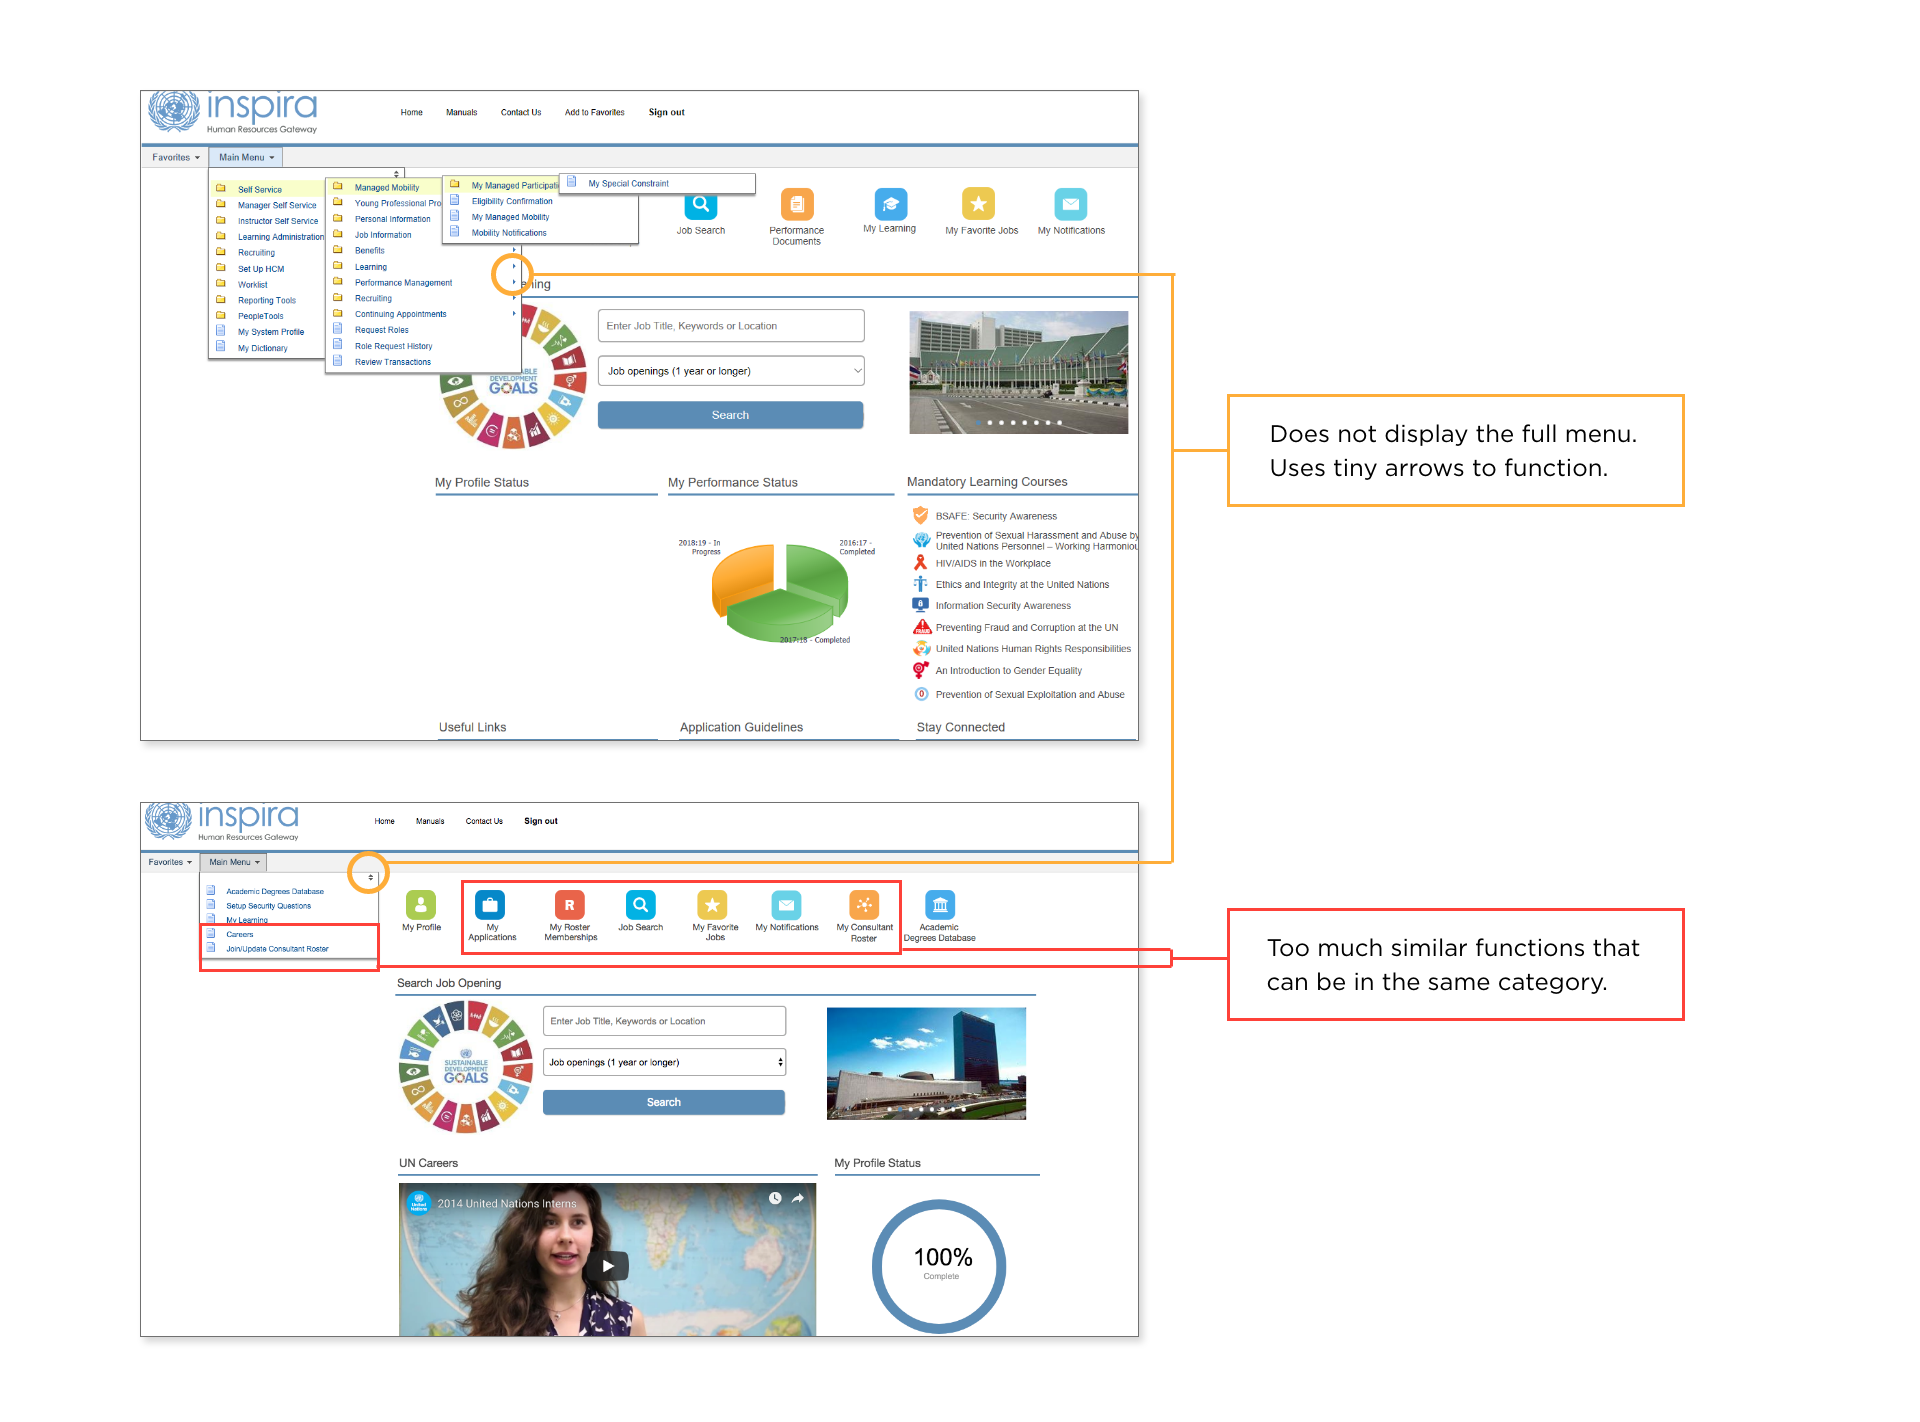 inspira
Human Resources Gateway
Home
Manuals
Contact Us
Add to Favorites
Sign out
Favorites
Main Menu
Self Service
Manager Self Service
Instructor Self Service
Learning Administration
Recruiting
Set Up HCM
Worklist
Reporting Tools
PeopleTools
My System Profile
My Dictionary
Managed Mobility
Young Professional Pro
Personal Information
Job Information
Benefits
Learning
Performance Management
Recruiting
Continuing Appointments
Request Roles
Role Request History
Review Transactions
My Managed Participati
Eligibility Confirmation
My Managed Mobility
Mobility Notifications
My Special Constraint
Job Search
Performance
Documents
My Learning
My Favorite Jobs
My Notifications
ening
Enter Job Title, Keywords or Location
Job openings (1 year or longer)
Search
BLE
DEVELOPMENT
GOALS
My Profile Status
My Performance Status
2018:19 - In
Progress
2016:17 -
Completed
2017:18 - Completed
Mandatory Learning Courses
BSAFE: Security Awareness
Prevention of Sexual Harassment and Abuse by
United Nations Personnel – Working Harmoniou
HIV/AIDS in the Workplace
Ethics and Integrity at the United Nations
Information Security Awareness
FRAUD
Preventing Fraud and Corruption at the UN
United Nations Human Rights Responsibilities
An Introduction to Gender Equality
0
Prevention of Sexual Exploitation and Abuse
Useful Links
Application Guidelines
Stay Connected
Does not display the full menu.
Uses tiny arrows to function.
inspira
Human Resources Gateway
Home
Manuals
Contact Us
Sign out
Favorites
Main Menu
Academic Degrees Database
Setup Security Questions
My Learning
Careers
Join/Update Consultant Roster
My Profile
My
Applications
R
My Roster
Memberships
Job Search
My Favorite
Jobs
My Notifications
My Consultant
Roster
Academic
Degrees Database
Too much similar functions that
can be in the same category.
Search Job Opening
SUSTAINABLE
DEVELOPMENT
GOALS
Enter Job Title, Keywords or Location
Job openings (1 year or longer)
Search
UN Careers
United
Nations
2014 United Nations Interns
My Profile Status
100%
Complete